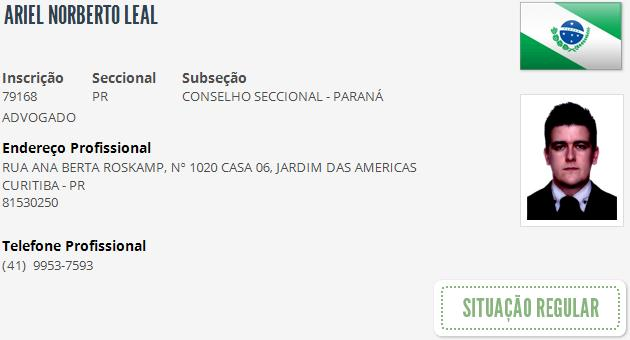 ARIEL NORBERTO LEAL
Inscrição Seccional Subseção
79168 PR CONSELHO SECCIONAL - PARANÁ
ADVOGADO
Endereço Profissional
RUA ANA BERTA ROSKAMP, Nº 1020 CASA 06, JARDIM DAS AMERICAS
CURITIBA - PR
81530250
Telefone Profissional
(41) 9953-7593
SITUAÇÃO REGULAR